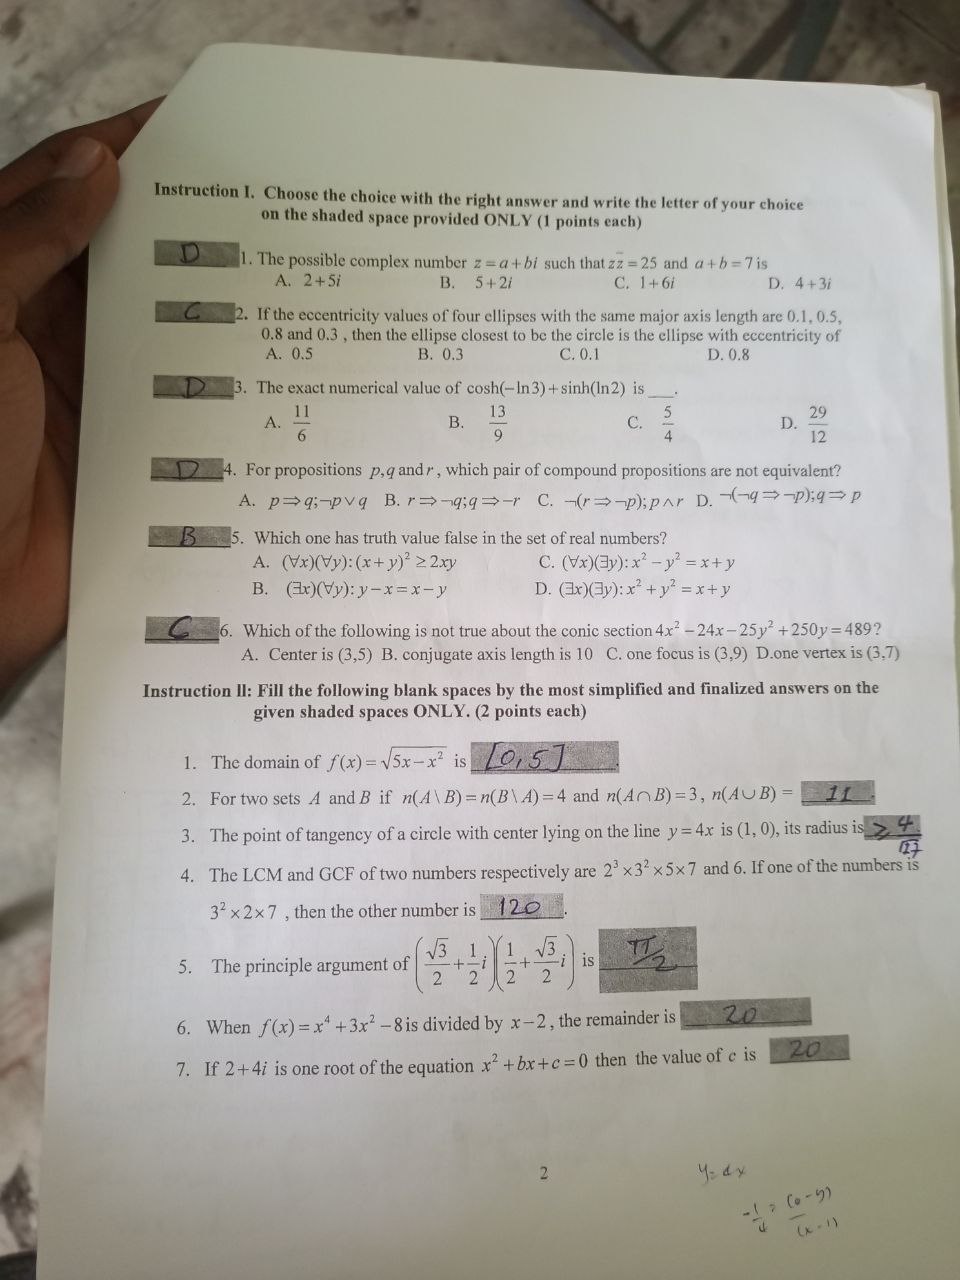 Instruction I. Choose the choice with the right answer and write the letter of your choice
on the shaded space provided ONLY (1 points each)
D 1. The possible complex number z = a + bi such that zz̅ = 25 and a + b = 7 is
A. 2+5i B. 5+2i C. 1+6i D. 4+3i
C 2. If the eccentricity values of four ellipses with the same major axis length are 0.1, 0.5,
0.8 and 0.3 , then the ellipse closest to be the circle is the ellipse with eccentricity of
A. 0.5 B. 0.3 C. 0.1 D. 0.8
D 3. The exact numerical value of cosh(−ln3)+sinh(ln2) is ___.
A. 11/6 B. 13/9 C. 5/4 D. 29/12
D 4. For propositions p,q and r, which pair of compound propositions are not equivalent?
A. p⇒q;¬p∨q B. r⇒¬q;q⇒¬r C. ¬(r⇒¬p);p∧r D. ¬(¬q⇒¬p);q⇒p
B 5. Which one has truth value false in the set of real numbers?
A. (∀x)(∀y):(x+y)² ≥ 2xy C. (∀x)(∃y):x² − y² = x+y
B. (∃x)(∀y):y−x=x−y D. (∃x)(∃y):x² + y² = x+y
C 6. Which of the following is not true about the conic section 4x² −24x−25y² +250y=489?
A. Center is (3,5) B. conjugate axis length is 10 C. one focus is (3,9) D.one vertex is (3,7)
Instruction II: Fill the following blank spaces by the most simplified and finalized answers on the
given shaded spaces ONLY. (2 points each)
1. The domain of f(x)=√(5x−x²) is [0,5].
2. For two sets A and B if n(A\B)=n(B\A)=4 and n(A∩B)=3, n(A∪B) = 11.
3. The point of tangency of a circle with center lying on the line y=4x is (1, 0), its radius is ≥ 4/√17
4. The LCM and GCF of two numbers respectively are 2³×3²×5×7 and 6. If one of the numbers is
3²×2×7 , then the other number is 120.
5. The principle argument of (√3/2 + 1/2 i)(1/2 + √3/2 i) is π/2
6. When f(x)=x⁴+3x²−8 is divided by x−2, the remainder is 20
7. If 2+4i is one root of the equation x²+bx+c=0 then the value of c is 20
2
y=4x
-1/4 = (0-y)/(x-1)